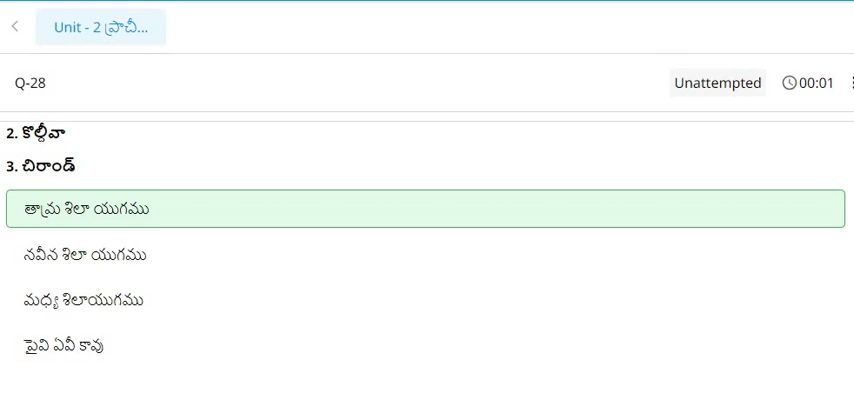 Unit - 2 ప్రాచీ...
Q-28
Unattempted
00:01
2. కొల్దీవా
3. చిరాండ్
తామ్ర శిలా యుగము
నవీన శిలా యుగము
మధ్య శిలాయుగము
పైవి ఏవీ కావు